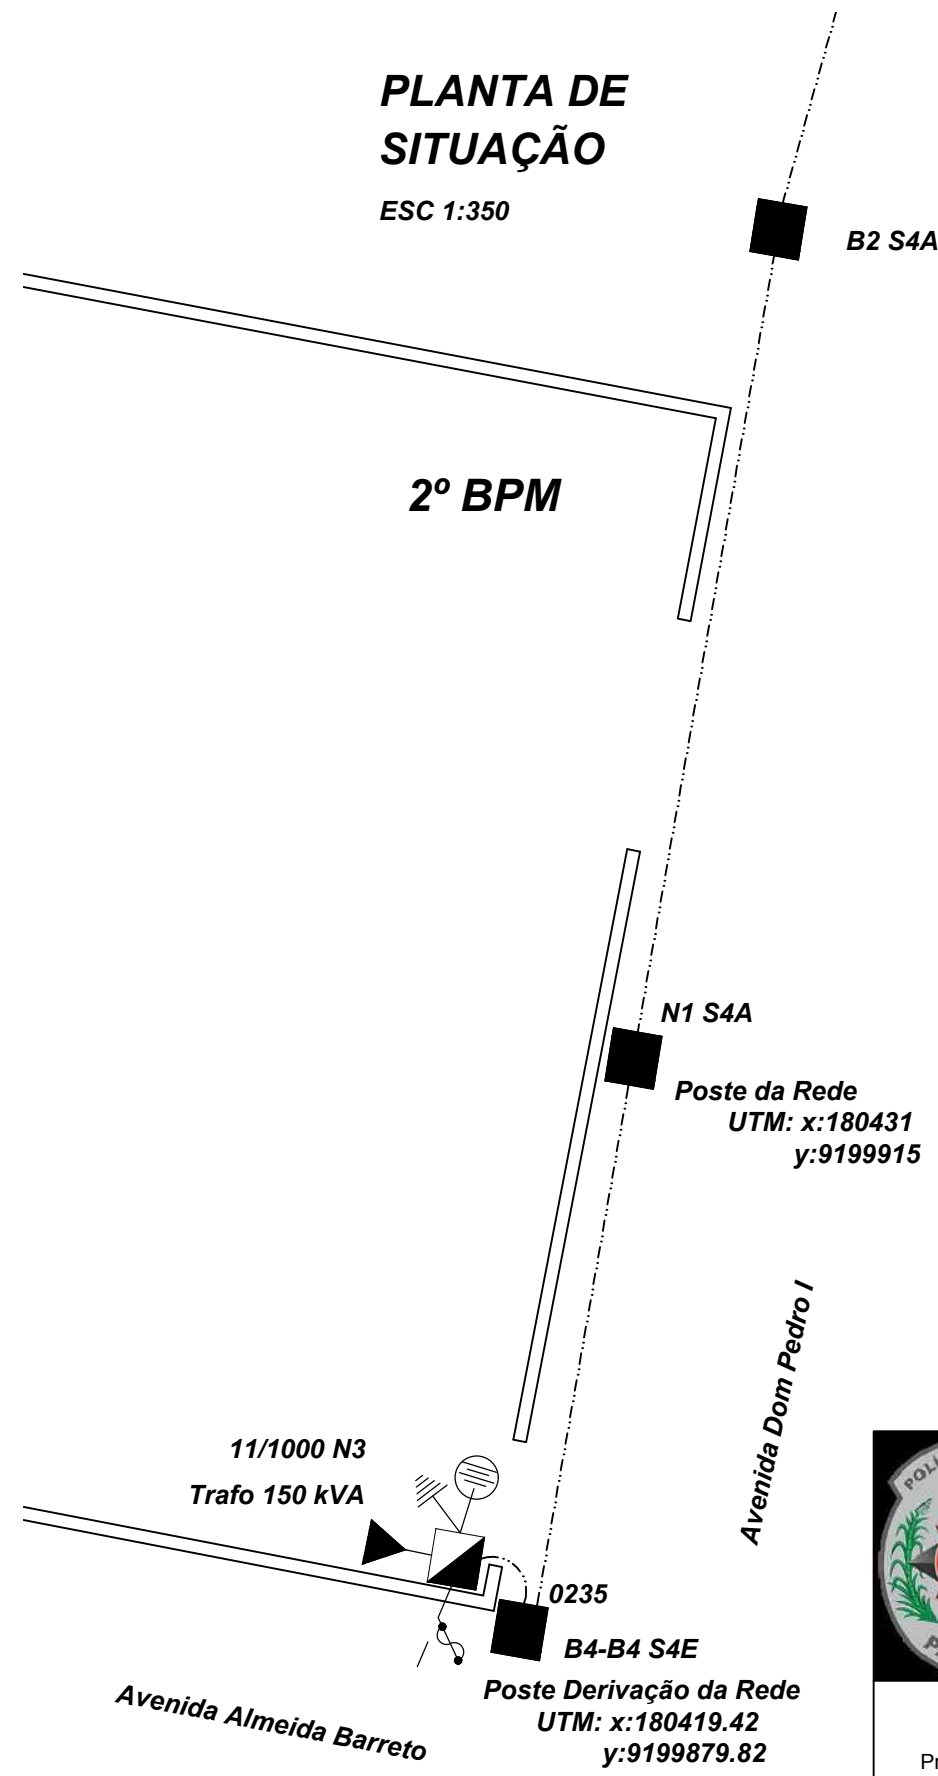 PLANTA DE
SITUAÇÃO
ESC 1:350
B2 S4A
2º BPM
N1 S4A
Poste da Rede
UTM: x:180431
y:9199915
Avenida Dom Pedro I
11/1000 N3
Trafo 150 kVA
0235
B4-B4 S4E
Poste Derivação da Rede
UTM: x:180419.42
y:9199879.82
Avenida Almeida Barreto